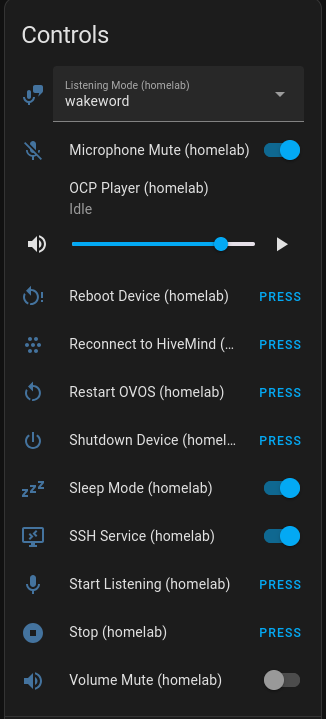 Controls
Listening Mode (homelab)
wakeword
Microphone Mute (homelab)
OCP Player (homelab)
Idle
Reboot Device (homelab) PRESS
Reconnect to HiveMind (… PRESS
Restart OVOS (homelab) PRESS
Shutdown Device (homel… PRESS
zzz Sleep Mode (homelab)
SSH Service (homelab)
Start Listening (homelab) PRESS
Stop (homelab) PRESS
Volume Mute (homelab)